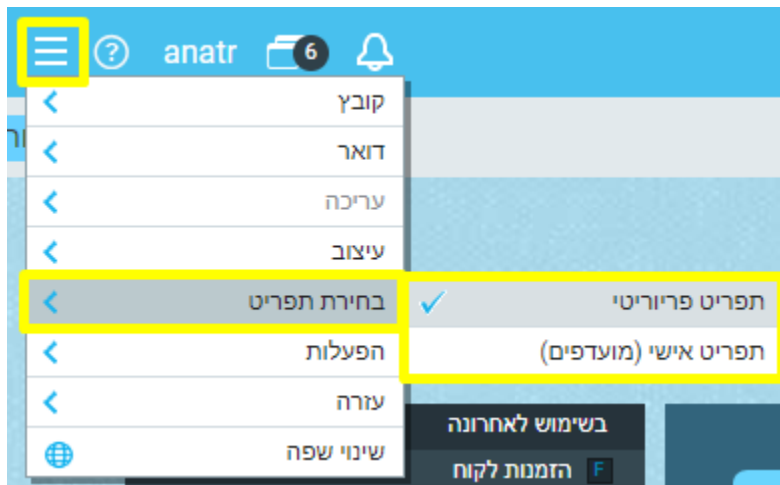 anatr 6
קובץ
דואר
עריכה
עיצוב
בחירת תפריט
תפריט פריוריטי
תפריט אישי (מועדפים)
הפעלות
עזרה
שינוי שפה
בשימוש לאחרונה
F הזמנות לקוח